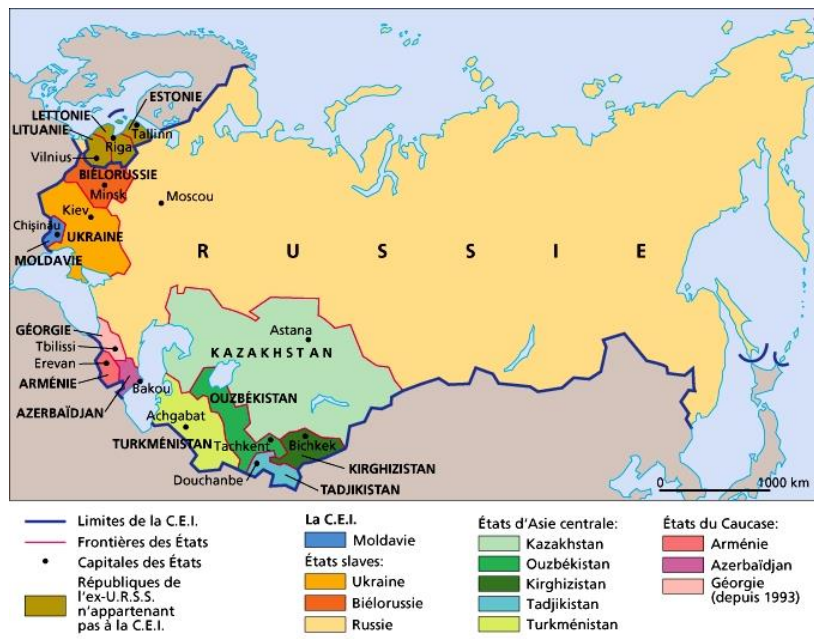 ESTONIE
LETTONIE
LITUANIE
Tallinn
Riga
Vilnius
BIÉLORUSSIE
Minsk
Moscou
Kiev
Chişinău
UKRAINE
MOLDAVIE
R U S S I E
GÉORGIE
Tbilissi
Erevan
ARMÉNIE
AZERBAÏDJAN
Bakou
Astana
KAZAKHSTAN
OUZBÉKISTAN
Achgabat
TURKMÉNISTAN
Tachkent
Bichkek
Douchanbe
KIRGHIZISTAN
TADJIKISTAN
0 1000 km
Limites de la C.E.I.
Frontières des États
Capitales des États
Républiques de
l'ex-U.R.S.S.
n'appartenant
pas à la C.E.I.
La C.E.I.
Moldavie
États slaves:
Ukraine
Biélorussie
Russie
États d'Asie centrale:
Kazakhstan
Ouzbékistan
Kirghizistan
Tadjikistan
Turkménistan
États du Caucase:
Arménie
Azerbaïdjan
Géorgie
(depuis 1993)